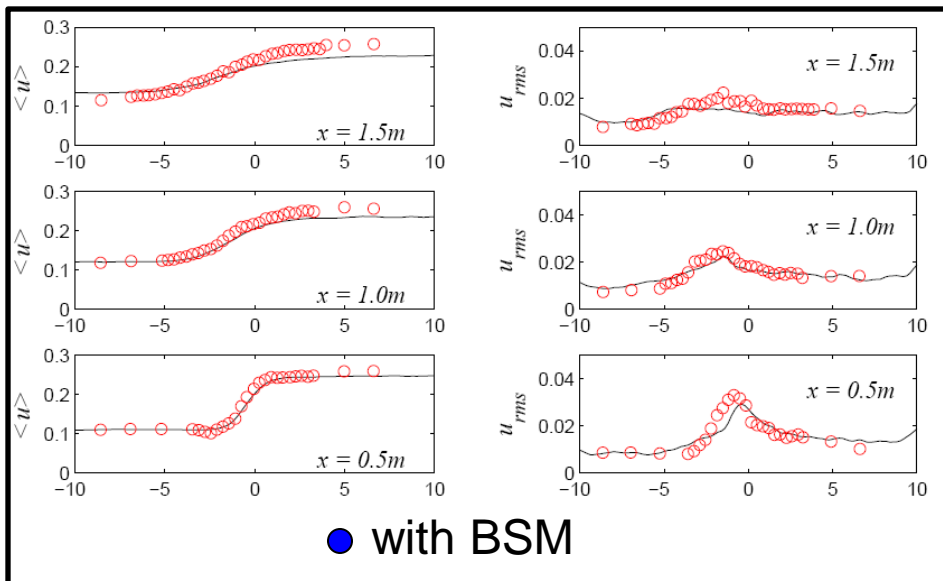 0.3
0.2
0.1
0
<u>
x = 1.5m
−10 −5 0 5 10
0.04
0.02
0
u_rms
x = 1.5m
−10 −5 0 5 10
0.3
0.2
0.1
0
<u>
x = 1.0m
−10 −5 0 5 10
0.04
0.02
0
u_rms
x = 1.0m
−10 −5 0 5 10
0.3
0.2
0.1
0
<u>
x = 0.5m
−10 −5 0 5 10
0.04
0.02
0
u_rms
x = 0.5m
−10 −5 0 5 10
with BSM